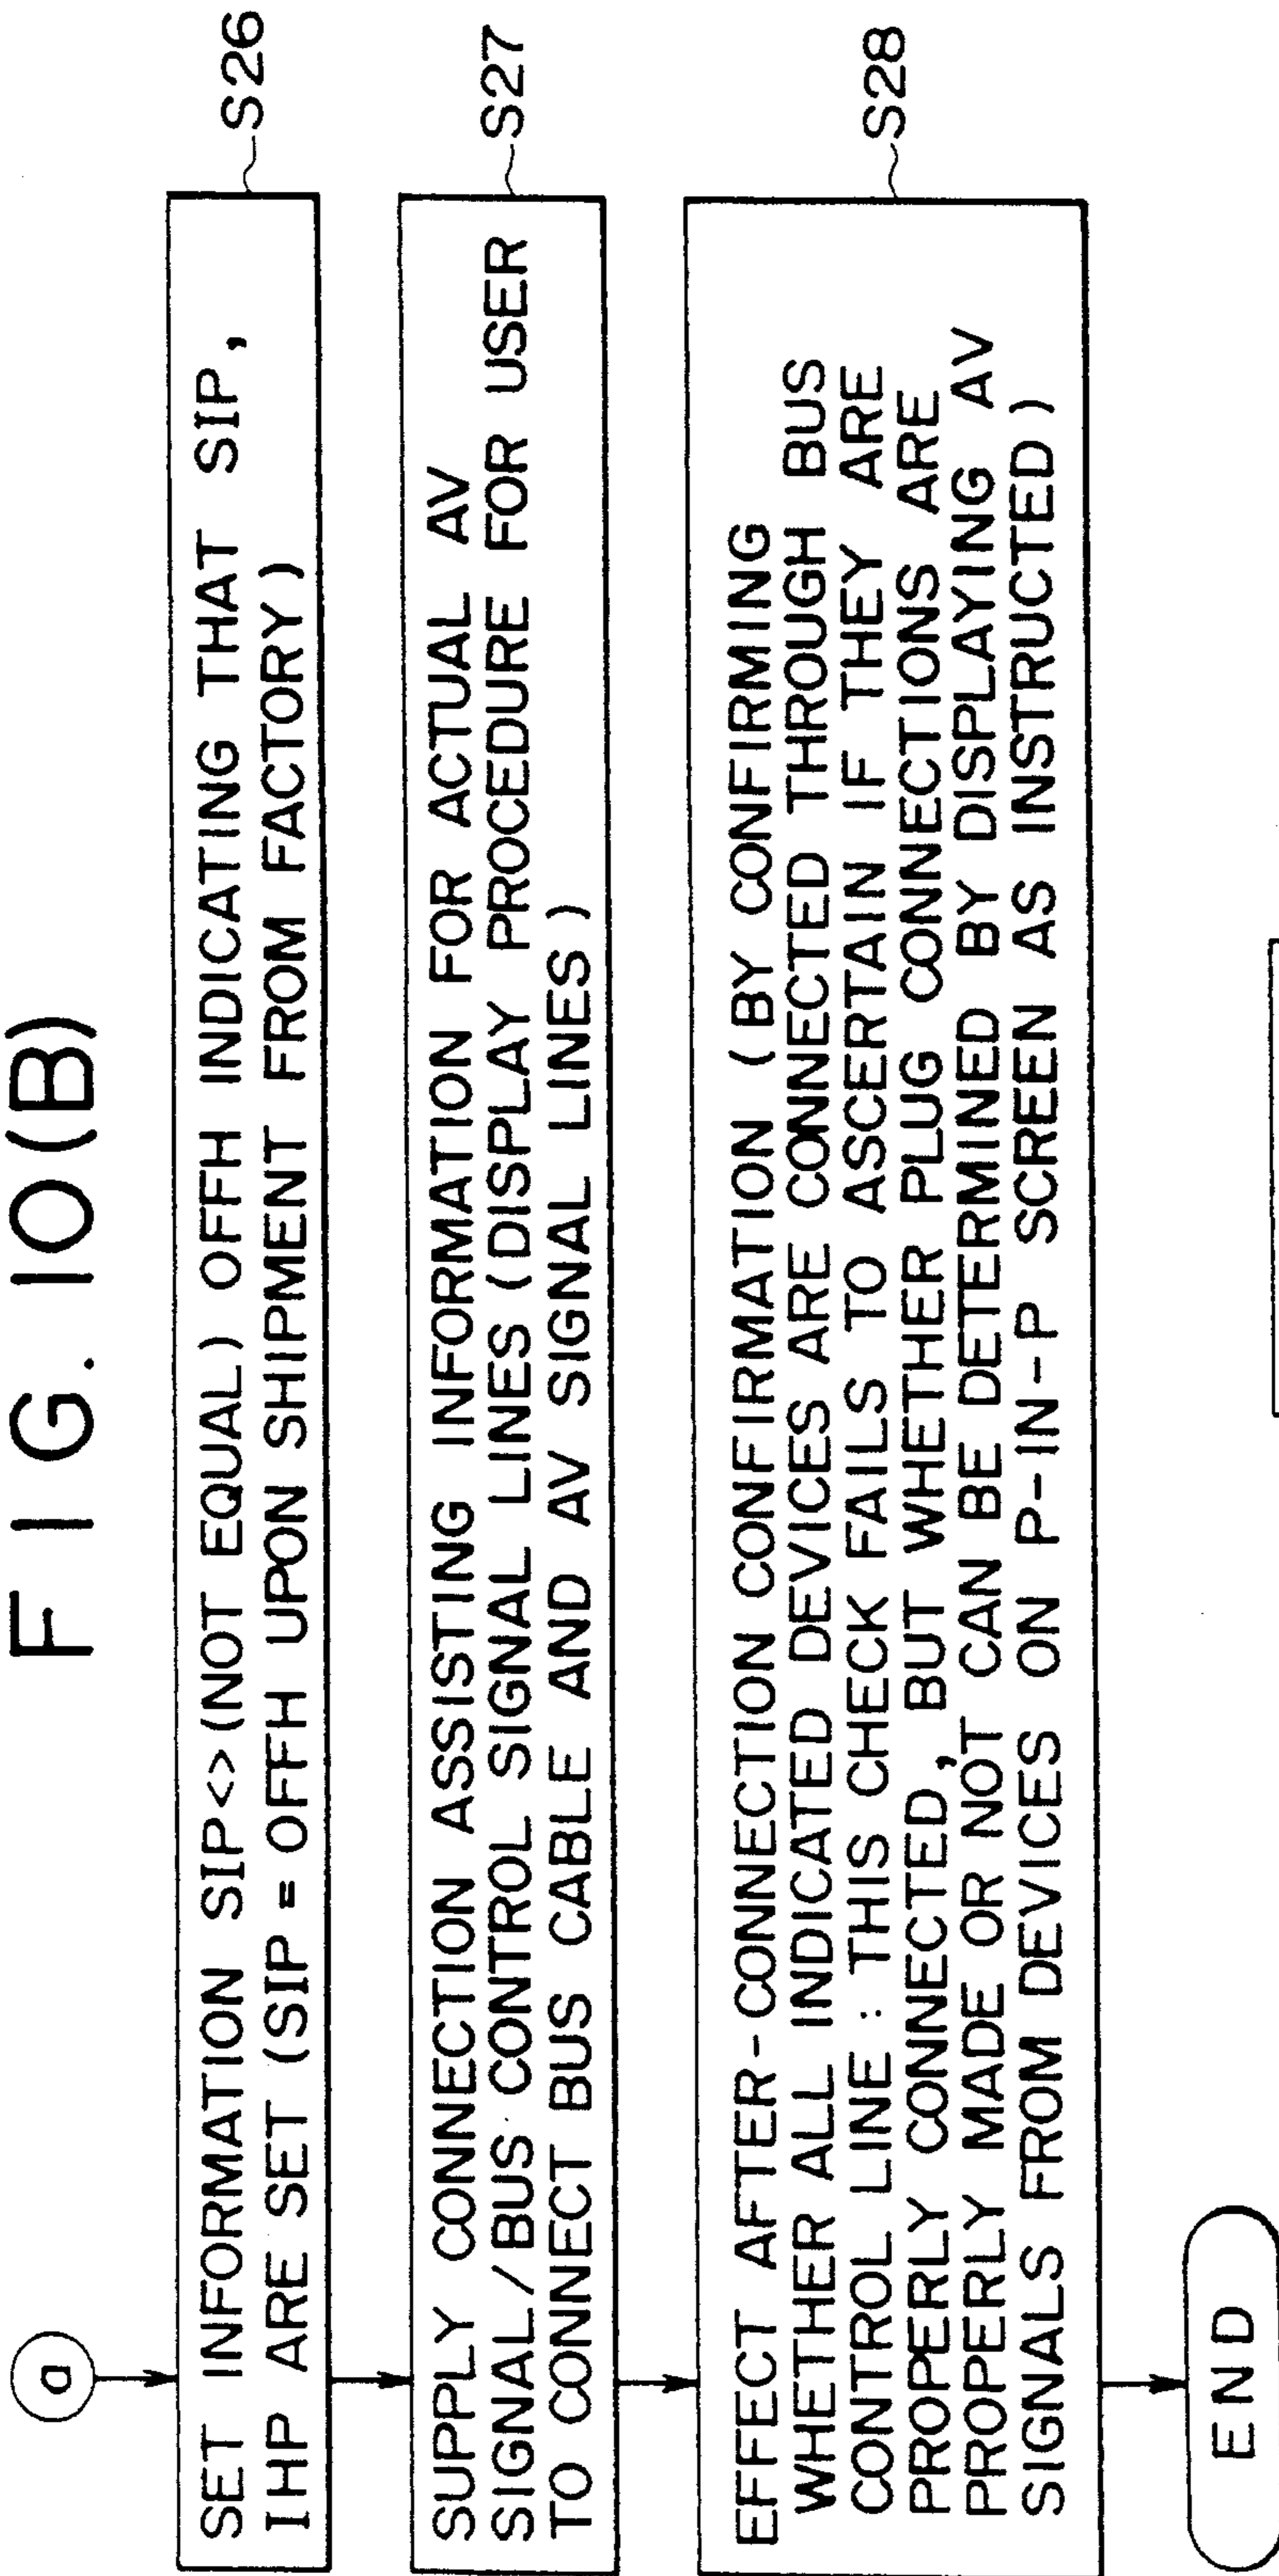 FIG. 10(B)
a
SET INFORMATION SIP<>(NOT EQUAL) OFFH INDICATING THAT SIP,
IHP ARE SET (SIP = OFFH UPON SHIPMENT FROM FACTORY)
S26
SUPPLY CONNECTION ASSISTING INFORMATION FOR ACTUAL AV
SIGNAL/BUS CONTROL SIGNAL LINES (DISPLAY PROCEDURE FOR USER
TO CONNECT BUS CABLE AND AV SIGNAL LINES)
S27
EFFECT AFTER-CONNECTION CONFIRMATION (BY CONFIRMING
WHETHER ALL INDICATED DEVICES ARE CONNECTED THROUGH BUS
CONTROL LINE : THIS CHECK FAILS TO ASCERTAIN IF THEY ARE
PROPERLY CONNECTED, BUT WHETHER PLUG CONNECTIONS ARE
PROPERLY MADE OR NOT CAN BE DETERMINED BY DISPLAYING AV
SIGNALS FROM DEVICES ON P-IN-P SCREEN AS INSTRUCTED)
S28
END